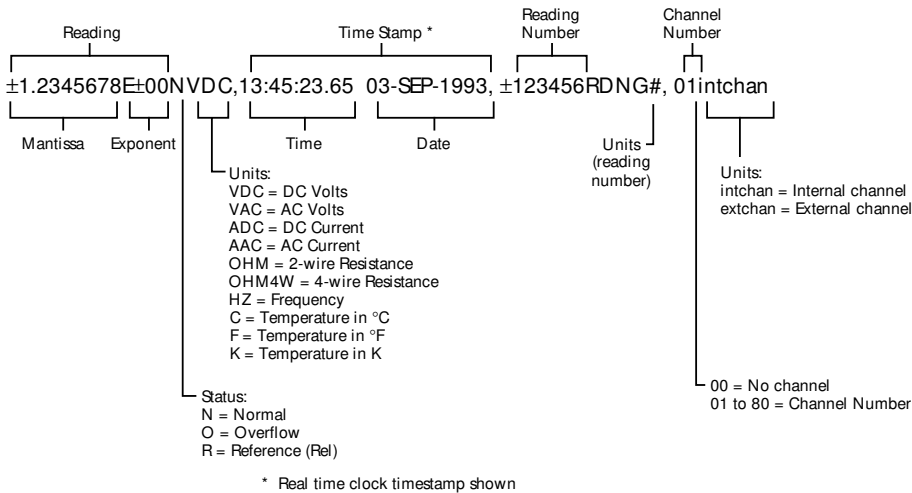 Reading
Time Stamp *
Reading
Number
Channel
Number
±1.2345678E±00NVDC,13:45:23.65 03-SEP-1993, ±123456RDNG#, 01intchan
Mantissa
Exponent
Time
Date
Units
(reading
number)
Units:
intchan = Internal channel
extchan = External channel
Units:
VDC = DC Volts
VAC = AC Volts
ADC = DC Current
AAC = AC Current
OHM = 2-wire Resistance
OHM4W = 4-wire Resistance
HZ = Frequency
C = Temperature in °C
F = Temperature in °F
K = Temperature in K
00 = No channel
01 to 80 = Channel Number
Status:
N = Normal
O = Overflow
R = Reference (Rel)
* Real time clock timestamp shown